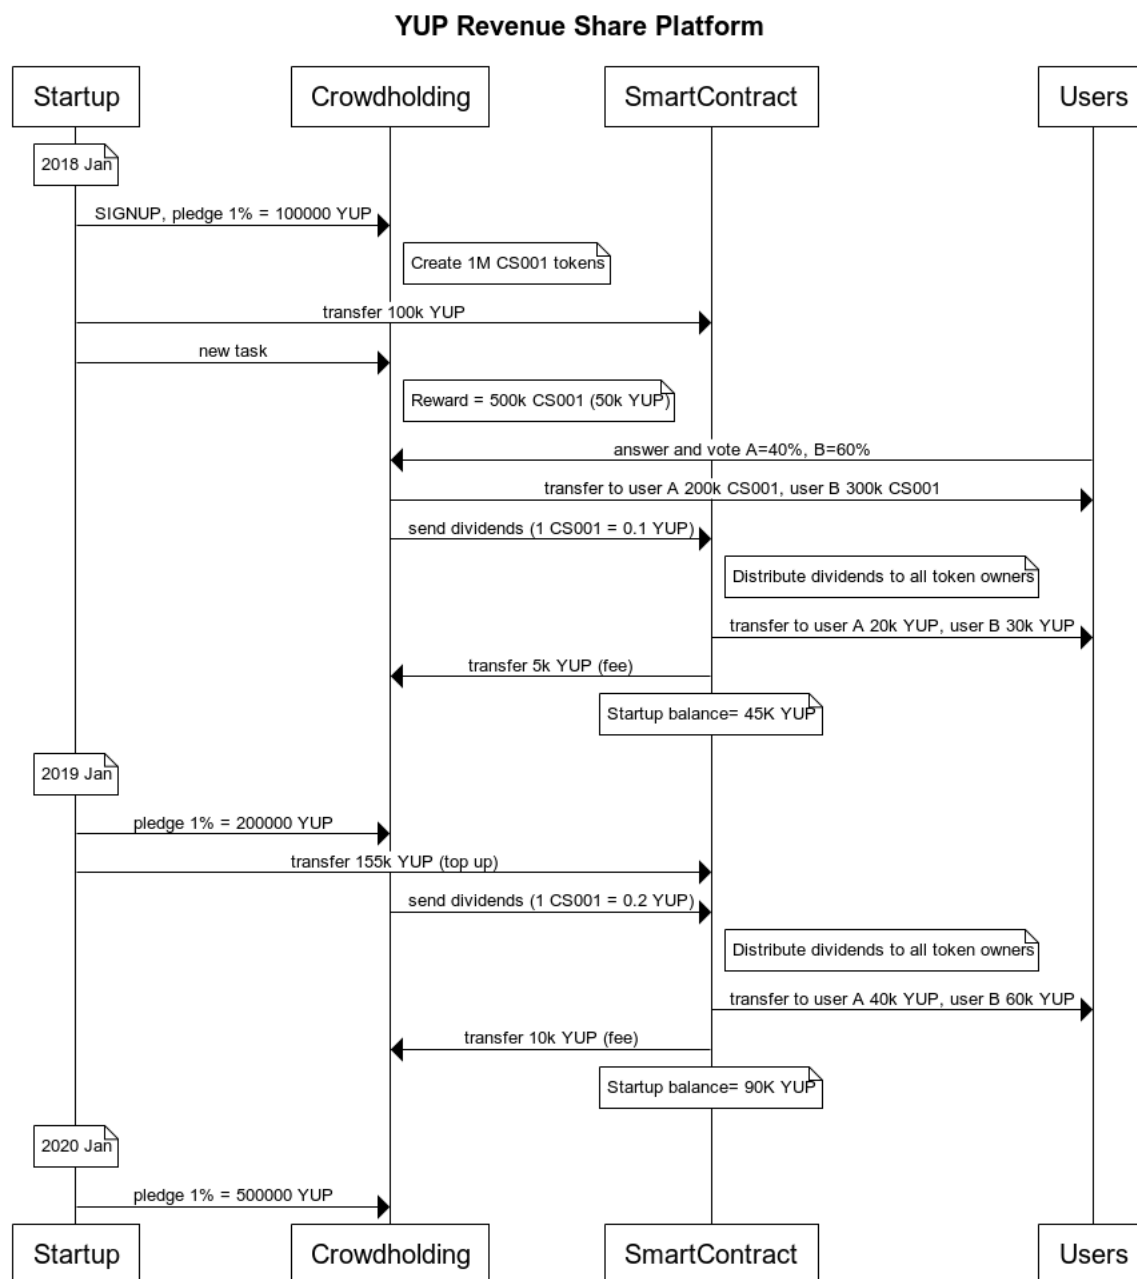 YUP Revenue Share Platform
Startup
Crowdholding
SmartContract
Users
2018 Jan
SIGNUP, pledge 1% = 100000 YUP
Create 1M CS001 tokens
transfer 100k YUP
new task
Reward = 500k CS001 (50k YUP)
answer and vote A=40%, B=60%
transfer to user A 200k CS001, user B 300k CS001
send dividends (1 CS001 = 0.1 YUP)
Distribute dividends to all token owners
transfer to user A 20k YUP, user B 30k YUP
transfer 5k YUP (fee)
Startup balance= 45K YUP
2019 Jan
pledge 1% = 200000 YUP
transfer 155k YUP (top up)
send dividends (1 CS001 = 0.2 YUP)
Distribute dividends to all token owners
transfer to user A 40k YUP, user B 60k YUP
transfer 10k YUP (fee)
Startup balance= 90K YUP
2020 Jan
pledge 1% = 500000 YUP
Startup
Crowdholding
SmartContract
Users